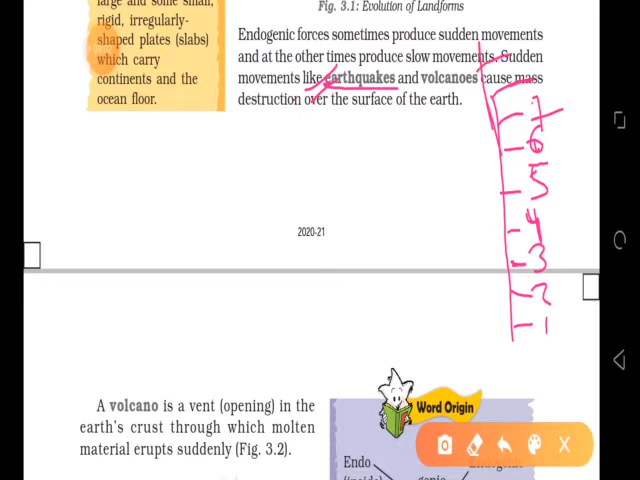 large and some small,
rigid, irregularly-
shaped plates (slabs)
which carry
continents and the
ocean floor.
Fig. 3.1: Evolution of Landforms
Endogenic forces sometimes produce sudden movements
and at the other times produce slow movements. Sudden
movements like earthquakes and volcanoes cause mass
destruction over the surface of the earth.
7
6
5
4
3
2
1
2020-21
A volcano is a vent (opening) in the
earth's crust through which molten
material erupts suddenly (Fig. 3.2).
Word Origin
Endo
genic